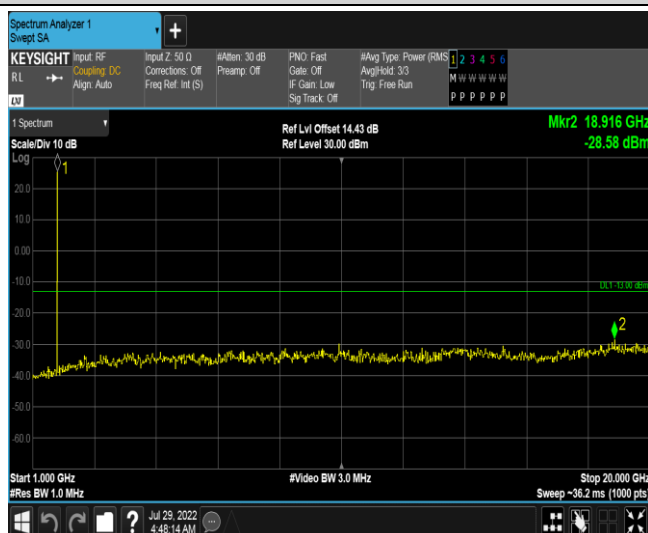 Spectrum Analyzer 1
Swept SA
KEYSIGHT
RL
LXI
Input: RF
Coupling: DC
Align: Auto
Input Z: 50 Ω
Corrections: Off
Freq Ref: Int (S)
#Atten: 30 dB
Preamp: Off
PNO: Fast
Gate: Off
IF Gain: Low
Sig Track: Off
#Avg Type: Power (RMS
Avg|Hold: 3/3
Trig: Free Run
1 2 3 4 5 6
M W W W W W
P P P P P P
1 Spectrum
Scale/Div 10 dB
Ref Lvl Offset 14.43 dB
Ref Level 30.00 dBm
Mkr2 18.916 GHz
-28.58 dBm
Log
1
20.0
10.0
0.00
-10.0
DL1 -13.00 dBm
2
-20.0
-30.0
-40.0
-50.0
-60.0
Start 1.000 GHz
#Res BW 1.0 MHz
#Video BW 3.0 MHz
Stop 20.000 GHz
Sweep ~36.2 ms (1000 pts)
?
Jul 29, 2022
4:48:14 AM